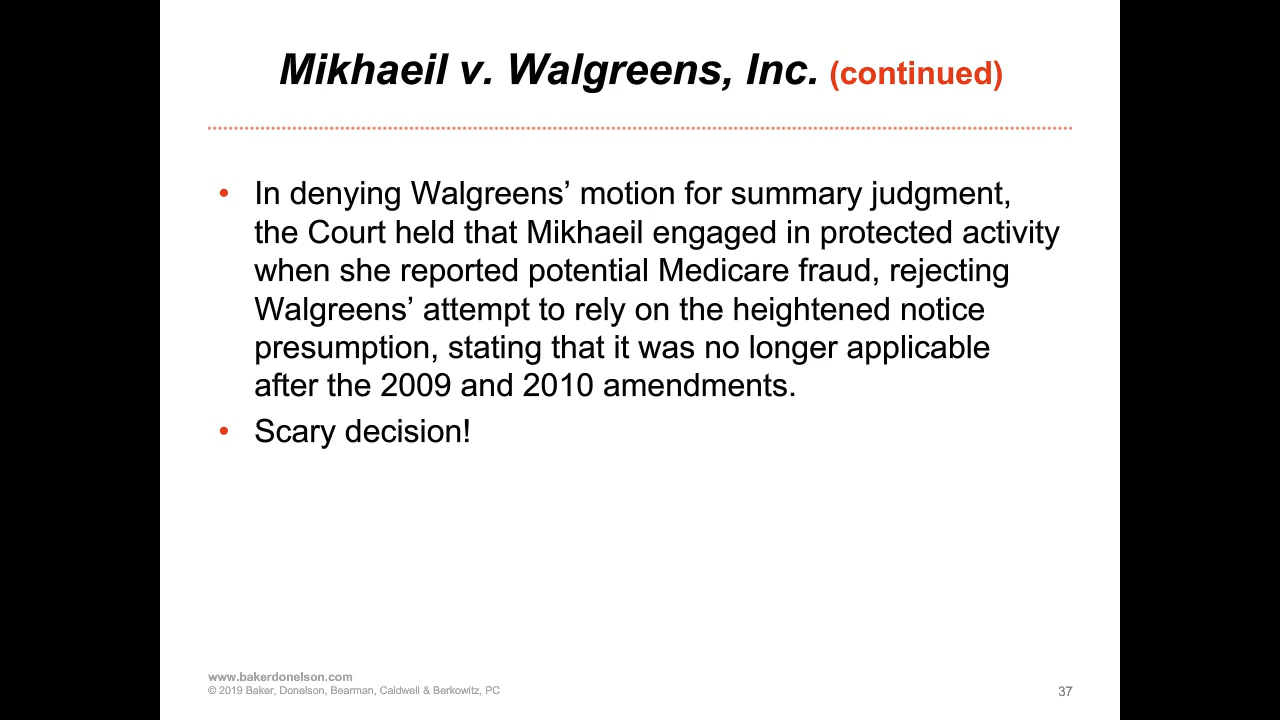 Mikhaeil v. Walgreens, Inc. (continued)
• In denying Walgreens’ motion for summary judgment,
the Court held that Mikhaeil engaged in protected activity
when she reported potential Medicare fraud, rejecting
Walgreens’ attempt to rely on the heightened notice
presumption, stating that it was no longer applicable
after the 2009 and 2010 amendments.
• Scary decision!
www.bakerdonelson.com
© 2019 Baker, Donelson, Bearman, Caldwell & Berkowitz, PC
37